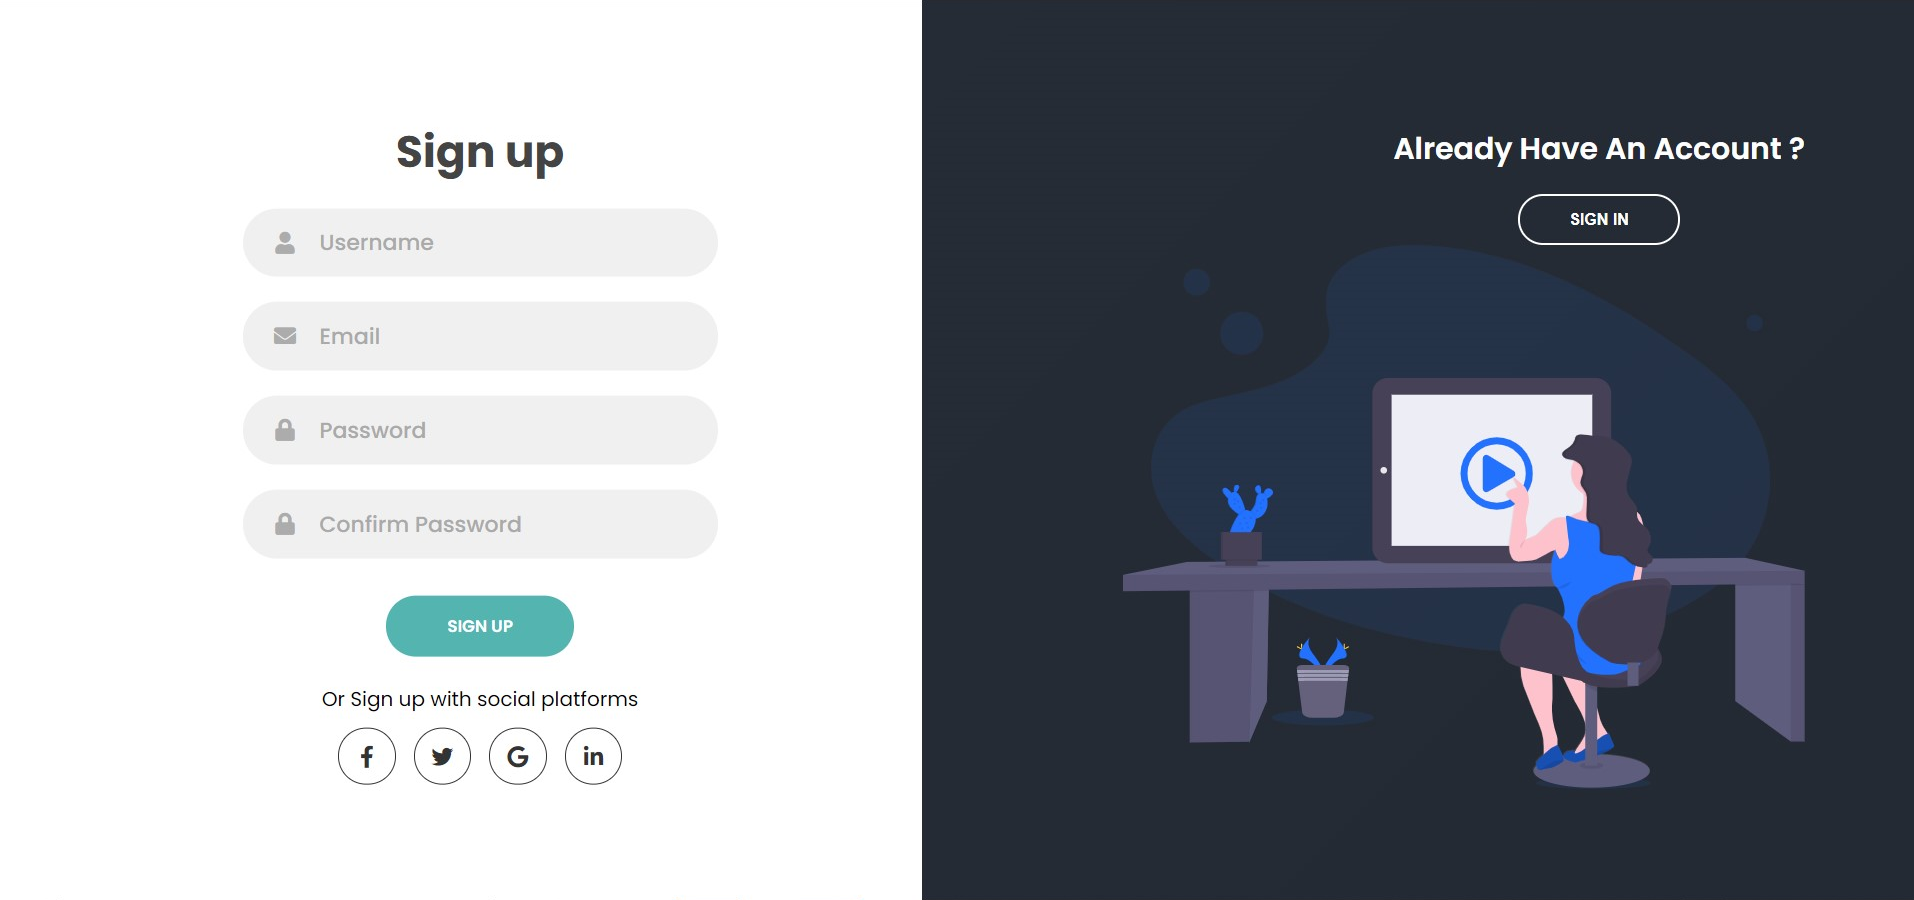 Sign up
Username
Email
Password
Confirm Password
SIGN UP
Or Sign up with social platforms
Already Have An Account ?
SIGN IN